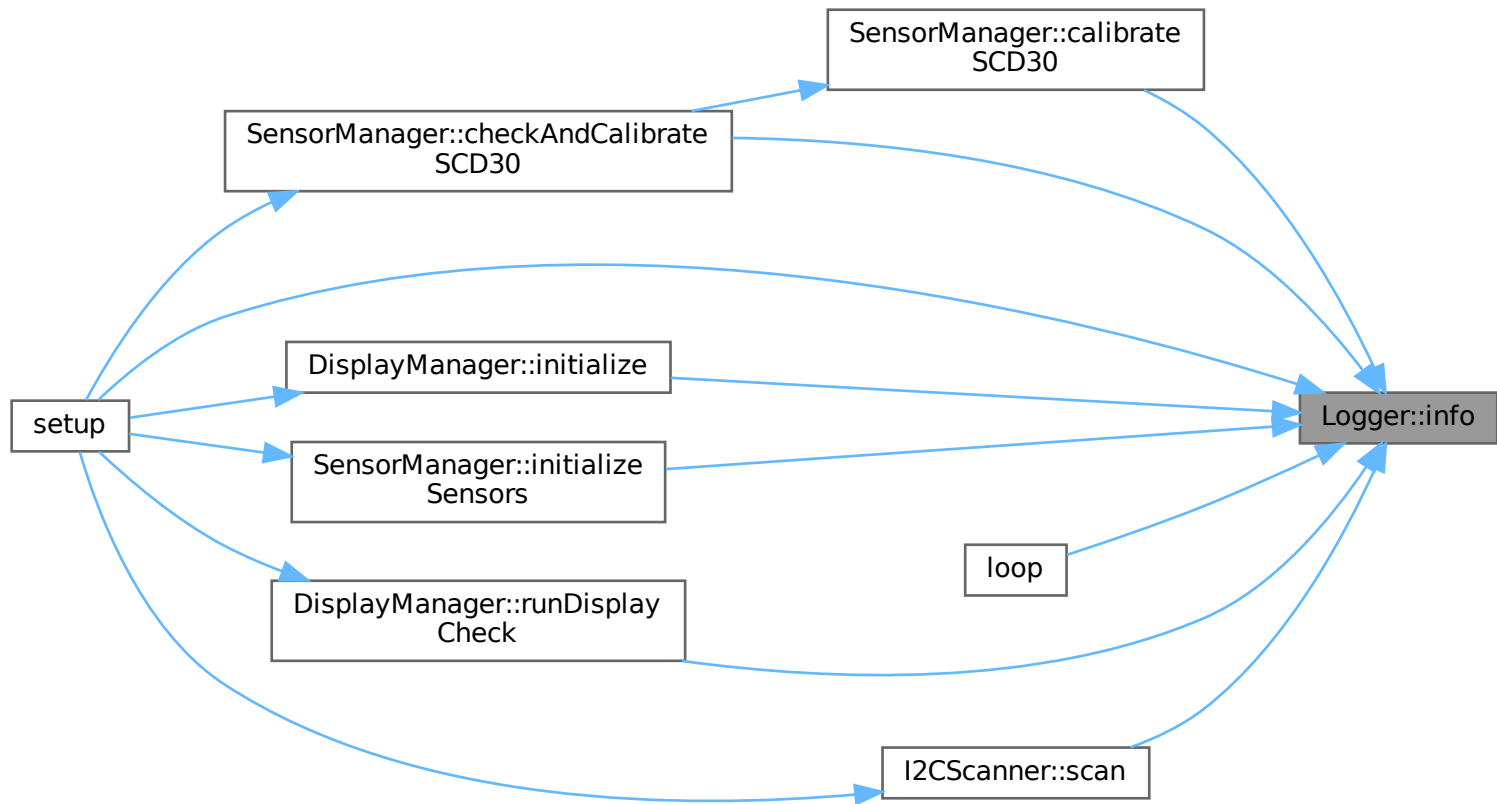 SensorManager::calibrate
SCD30
SensorManager::checkAndCalibrate
SCD30
DisplayManager::initialize
setup
Logger::info
SensorManager::initialize
Sensors
loop
DisplayManager::runDisplay
Check
I2CScanner::scan